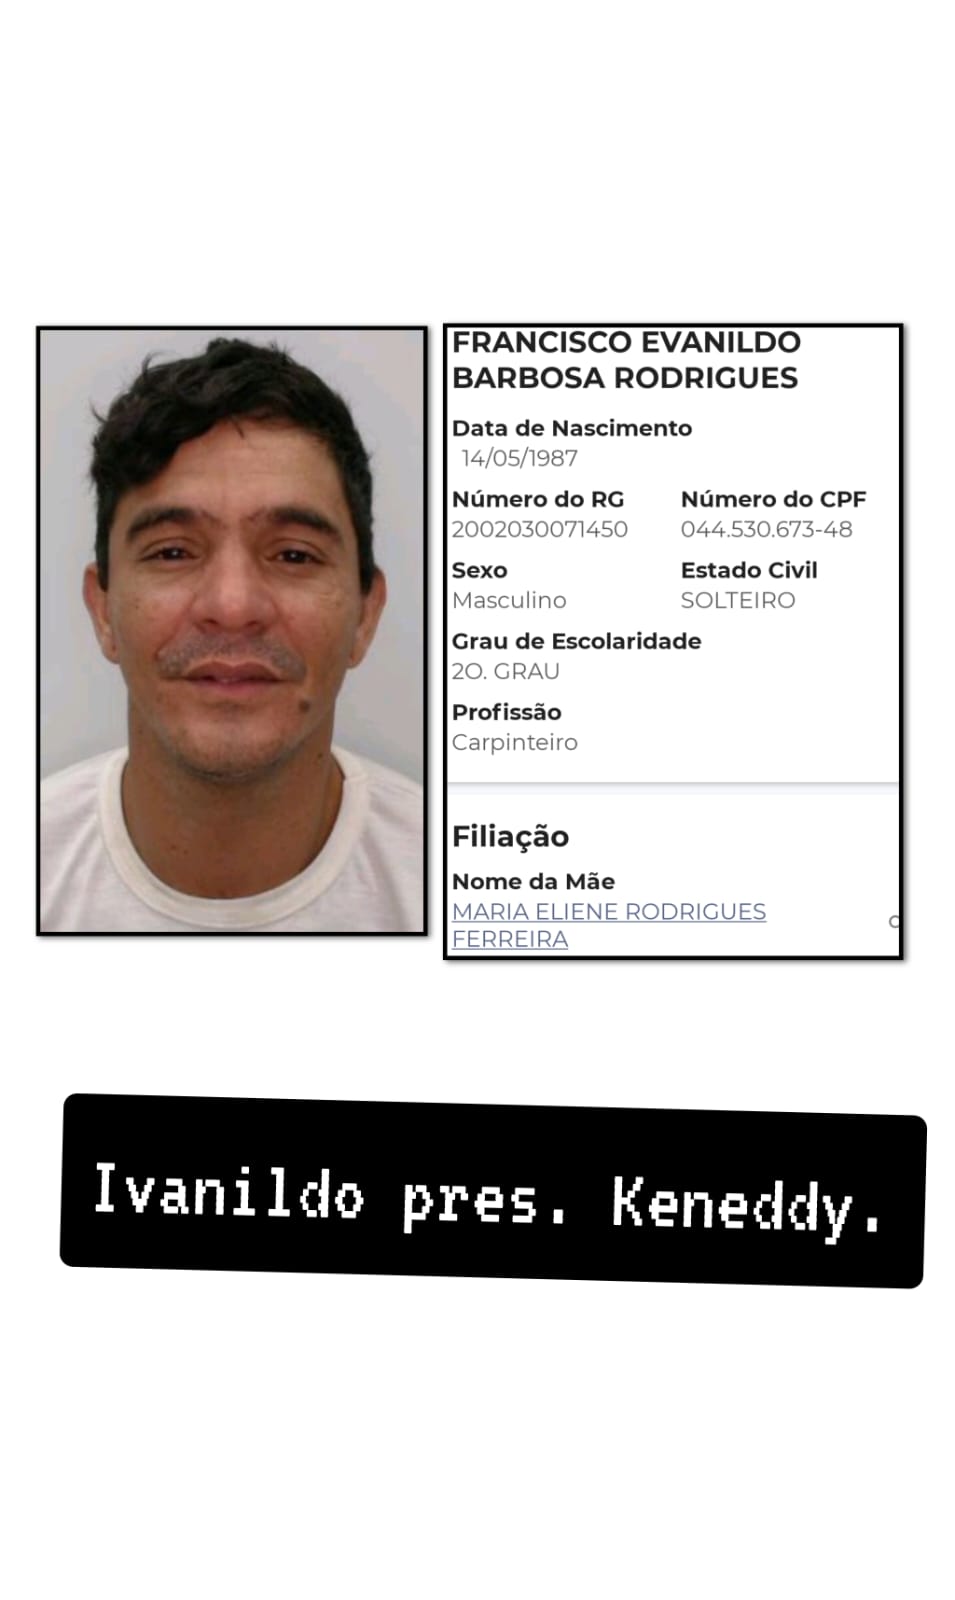 FRANCISCO EVANILDO
BARBOSA RODRIGUES
Data de Nascimento
14/05/1987
Número do RG Número do CPF
2002030071450 044.530.673-48
Sexo Estado Civil
Masculino SOLTEIRO
Grau de Escolaridade
2O. GRAU
Profissão
Carpinteiro
Filiação
Nome da Mãe
MARIA ELIENE RODRIGUES
FERREIRA
Ivanildo pres. Keneddy.